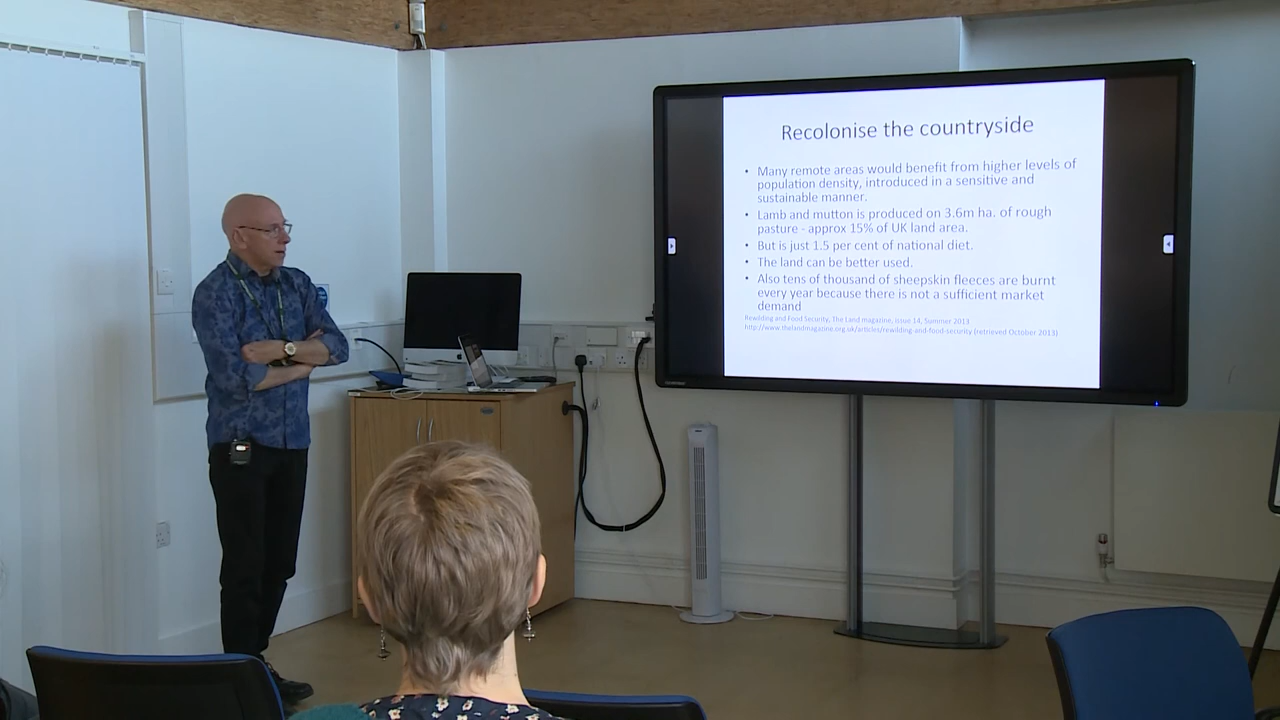 Recolonise the countryside
• Many remote areas would benefit from higher levels of
population density, introduced in a sensitive and
sustainable manner.
• Lamb and mutton is produced on 3.6m ha. of rough
pasture - approx 15% of UK land area.
• But is just 1.5 per cent of national diet.
• The land can be better used.
• Also tens of thousand of sheepskin fleeces are burnt
every year because there is not a sufficient market
demand
Rewilding and Food Security, The Land magazine, issue 14, Summer 2013
http://www.thelandmagazine.org.uk/articles/rewilding-and-food-security (retrieved October 2013)